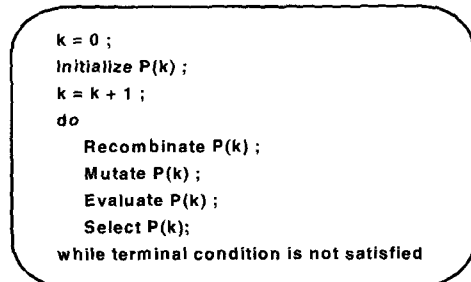 k = 0 ;
Initialize P(k) ;
k = k + 1 ;
do
Recombinate P(k) ;
Mutate P(k) ;
Evaluate P(k) ;
Select P(k);
while terminal condition is not satisfied